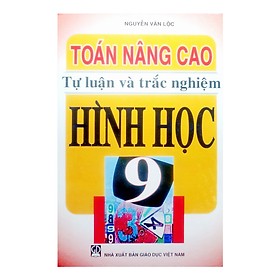 NGUYỄN VĂN LỘC
TOÁN NÂNG CAO
Tự luận và trắc nghiệm
HÌNH HỌC
9
NHÀ XUẤT BẢN GIÁO DỤC VIỆT NAM